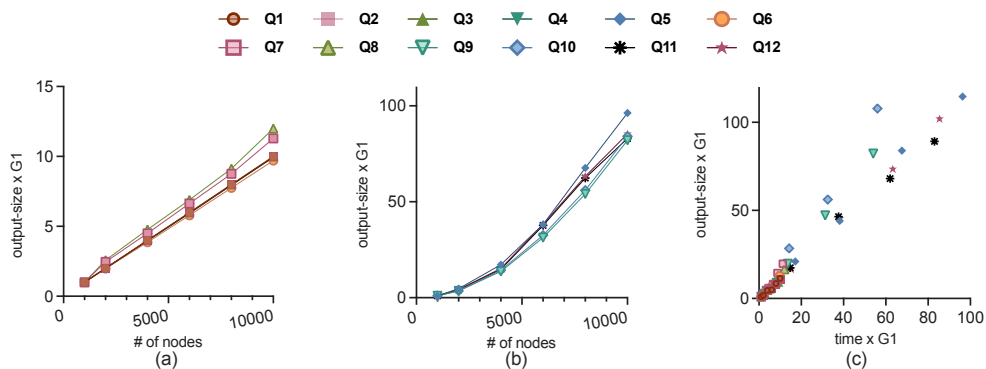 Q1 Q2 Q3 Q4 Q5 Q6
Q7 Q8 Q9 Q10 Q11 Q12
output-size x G1
15
10
5
0
0 5000 10000
# of nodes
(a)
output-size x G1
100
50
0
0 5000 10000
# of nodes
(b)
output-size x G1
100
50
0
0 20 40 60 80 100
time x G1
(c)